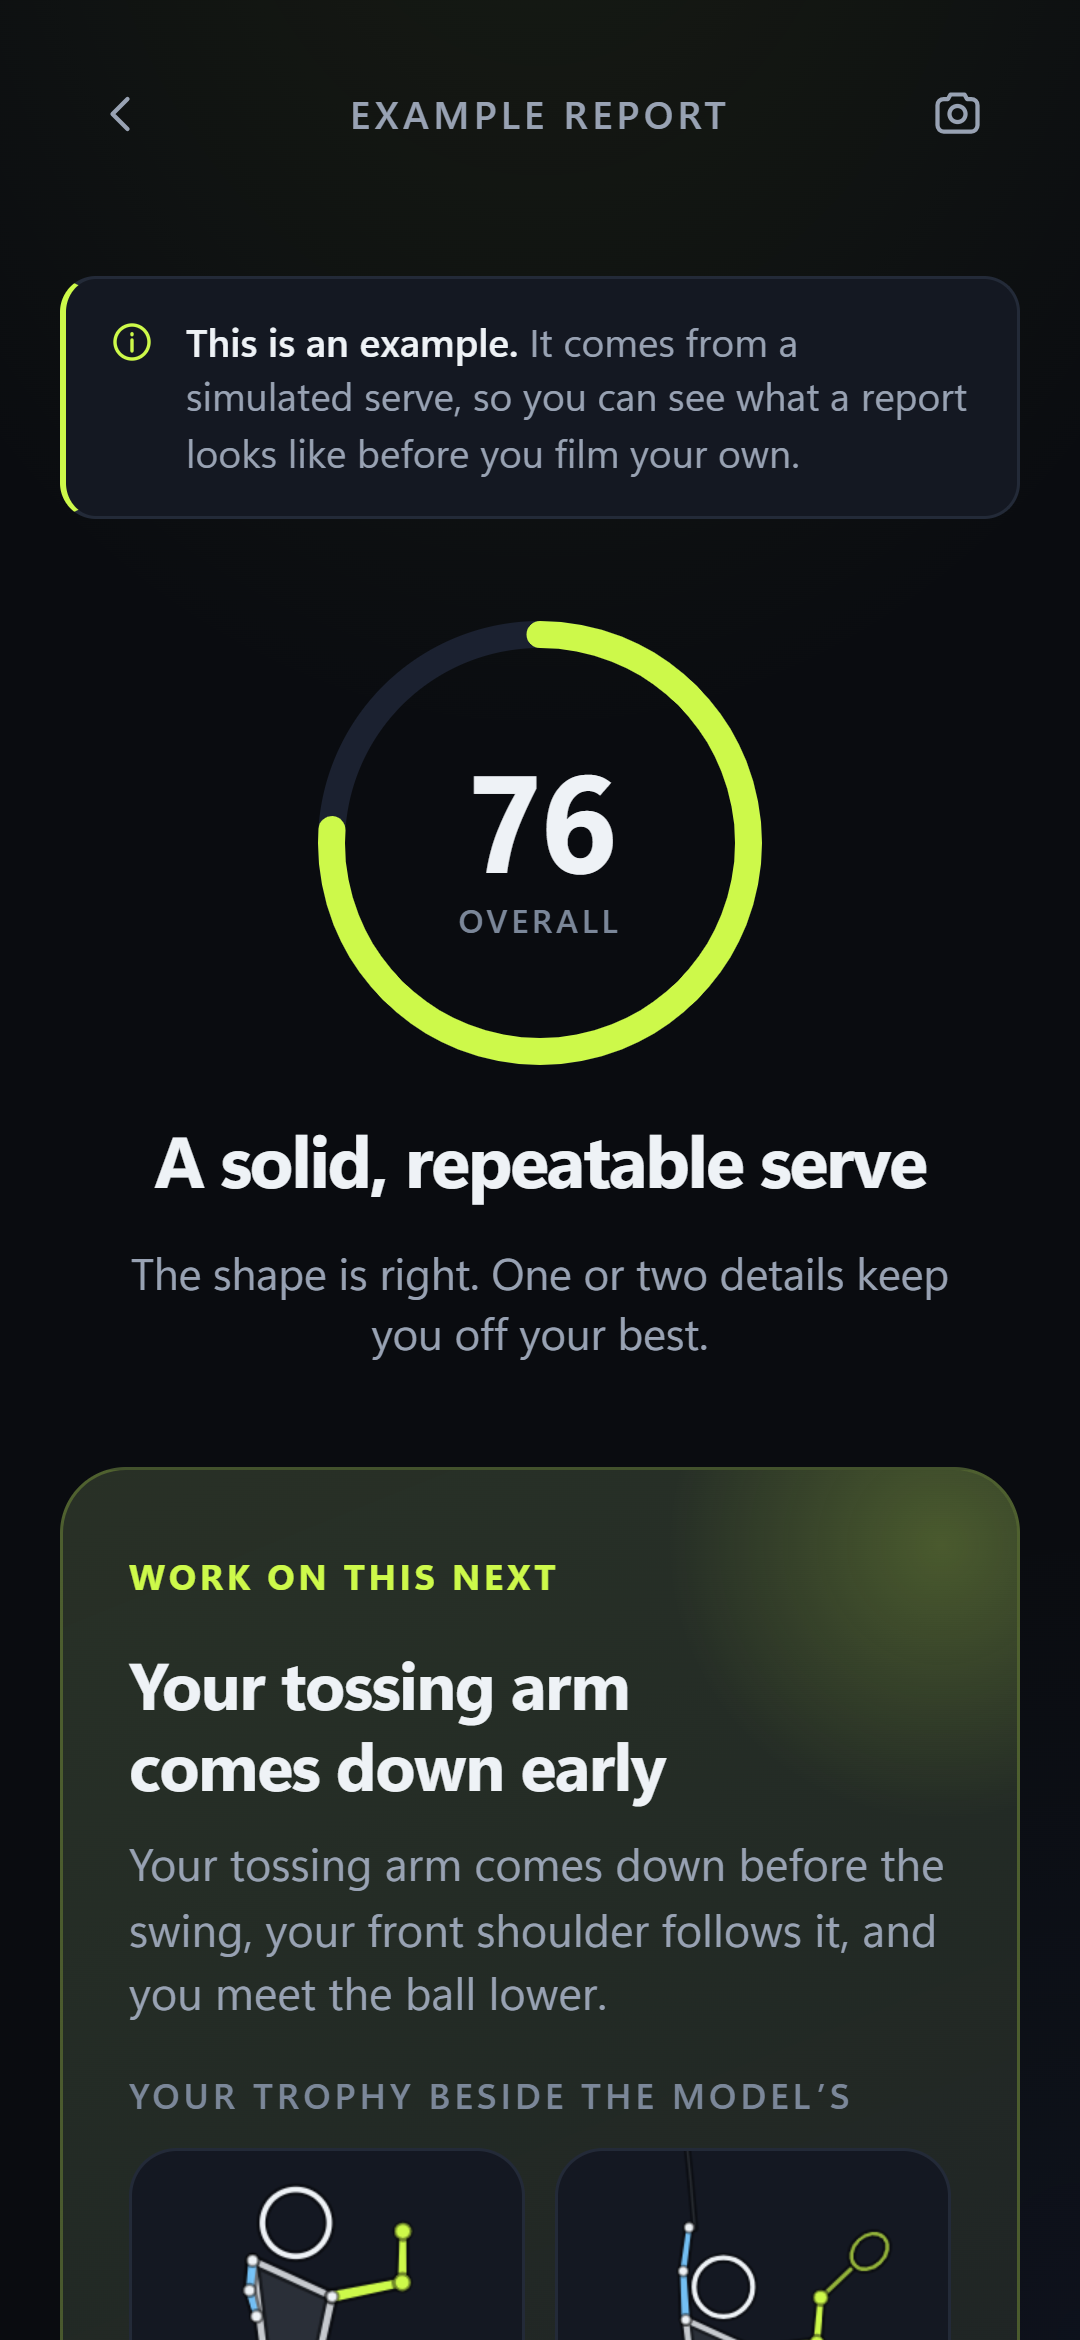 EXAMPLE REPORT
This is an example. It comes from a
simulated serve, so you can see what a report
looks like before you film your own.
76
OVERALL
A solid, repeatable serve
The shape is right. One or two details keep
you off your best.
WORK ON THIS NEXT
Your tossing arm
comes down early
Your tossing arm comes down before the
swing, your front shoulder follows it, and
you meet the ball lower.
YOUR TROPHY BESIDE THE MODEL’S